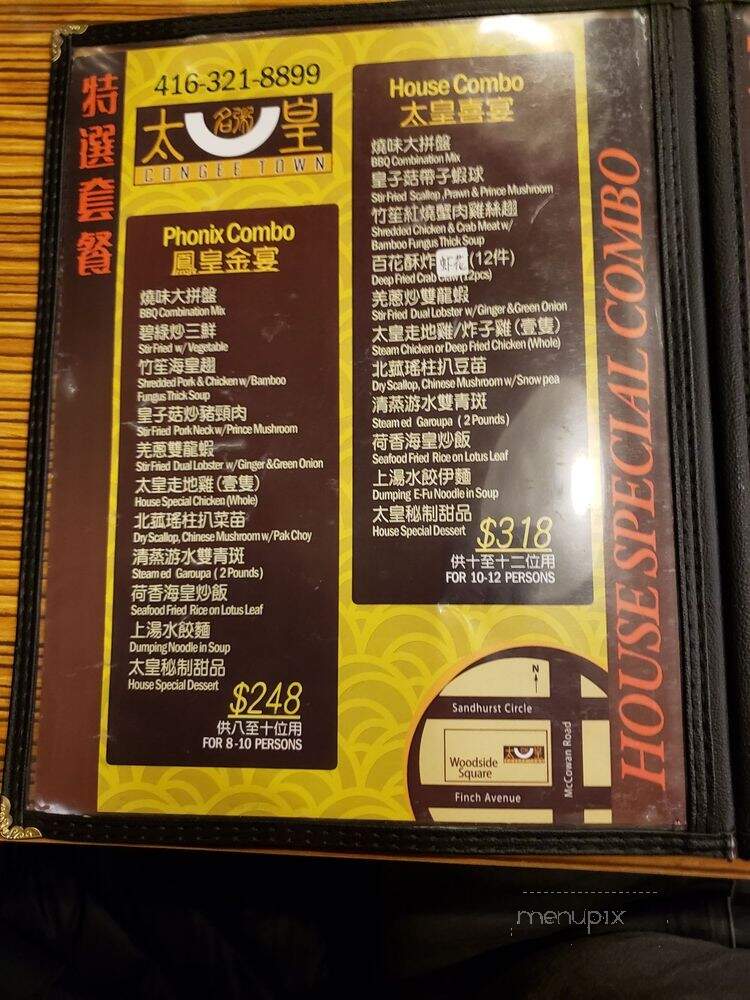 特選套餐
416-321-8899
太名粥皇
CONGEE TOWN
Phonix Combo
鳳皇金宴
燒味大拼盤
BBQ Combination Mix
碧綠炒三鮮
Stir Fried w/Vegetable
竹笙海皇翅
Shredded Pork & Chicken w/Bamboo
Fungus Thick Soup
皇子菇炒豬頸肉
Stir Fried Pork Neck w/Prince Mushroom
羌蔥雙龍蝦
Stir Fried Dual Lobster w/Ginger &Green Onion
太皇走地雞(壹隻)
House Special Chicken (Whole)
北菰瑤柱扒菜苗
Dry Scallop, Chinese Mushroom w/Pak Choy
清蒸游水雙青斑
Steam ed Garoupa ( 2 Pounds )
荷香海皇炒飯
Seafood Fried Rice on Lotus Leaf
上湯水餃麵
Dumping Noodle in Soup
太皇秘制甜品
House Special Dessert
$248
供八至十位用
FOR 8-10 PERSONS
House Combo
太皇喜宴
燒味大拼盤
BBQ Combination Mix
皇子菇帶子蝦球
Stir Fried Scallop ,Prawn & Prince Mushroom
竹笙紅燒蟹肉雞絲翅
Shredded Chicken & Crab Meat w/
Bamboo Fungus Thick Soup
百花酥炸虾花(12件)
Deep Fried Crab Claw (12pcs)
羌蔥炒雙龍蝦
Stir Fried Dual Lobster w/Ginger &Green Onion
太皇走地雞/炸子雞(壹隻)
Steam Chicken or Deep Fried Chicken (Whole)
北菰瑤柱扒豆苗
Dry Scallop, Chinese Mushroom w/Snow pea
清蒸游水雙青斑
Steam ed Garoupa ( 2 Pounds )
荷香海皇炒飯
Seafood Fried Rice on Lotus Leaf
上湯水餃伊麵
Dumping E-Fu Noodle in Soup
太皇秘制甜品
House Special Dessert
$318
供十至十二位用
FOR 10-12 PERSONS
HOUSE SPECIAL COMBO
N
Sandhurst Circle
Woodside
Square
McCowan Road
Finch Avenue
menupix